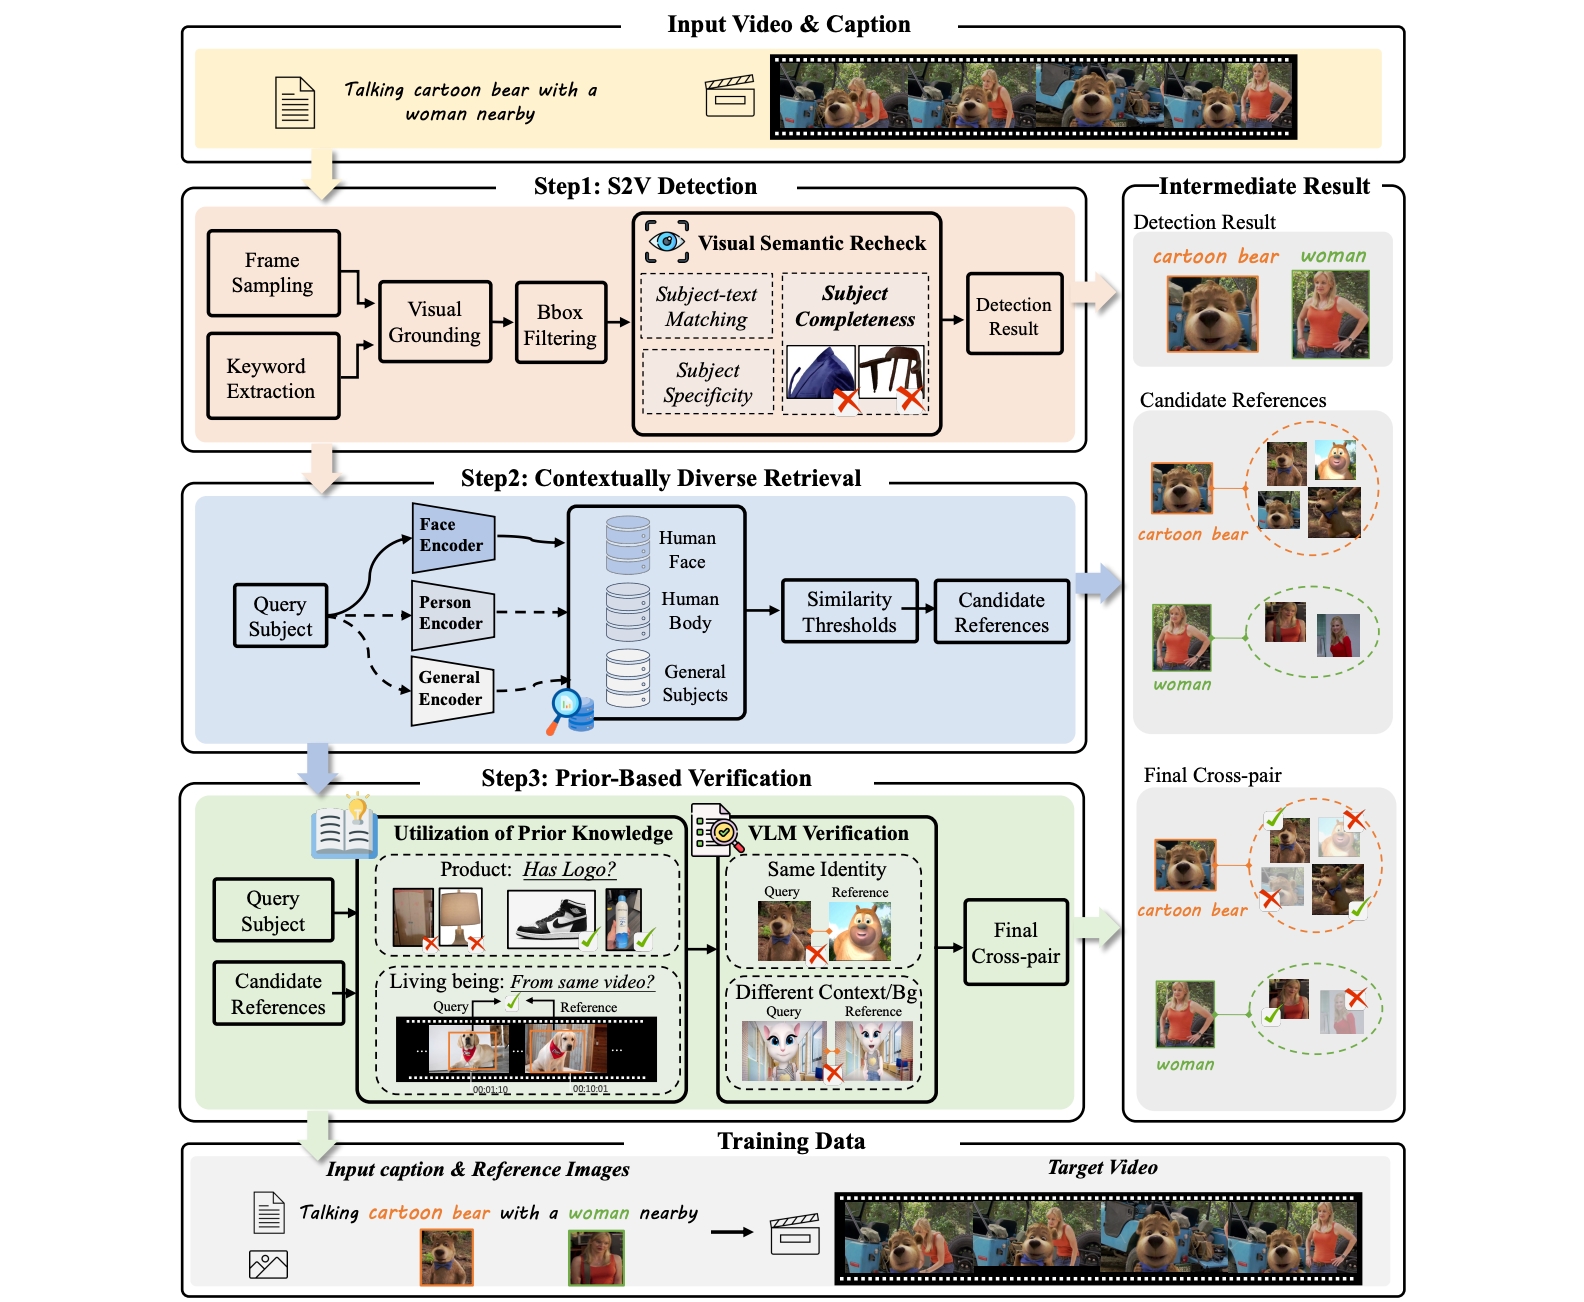 Input Video & Caption
Talking cartoon bear with a
woman nearby
Step1: S2V Detection
Frame
Sampling
Keyword
Extraction
Visual
Grounding
Bbox
Filtering
Visual Semantic Recheck
Subject-text
Matching
Subject
Specificity
Subject
Completeness
Detection
Result
Step2: Contextually Diverse Retrieval
Query
Subject
Face
Encoder
Person
Encoder
General
Encoder
Human
Face
Human
Body
General
Subjects
Similarity
Thresholds
Candidate
References
Step3: Prior-Based Verification
Query
Subject
Candidate
References
Utilization of Prior Knowledge
Product: Has Logo?
Living being: From same video?
Query
Reference
...
...
...
00:01:10
00:10:01
VLM Verification
Same Identity
Query
Reference
Different Context/Bg
Query
Reference
Final
Cross-pair
Intermediate Result
Detection Result
cartoon bear
woman
Candidate References
cartoon bear
woman
Final Cross-pair
cartoon bear
woman
Training Data
Input caption & Reference Images
Talking cartoon bear with a woman nearby
Target Video